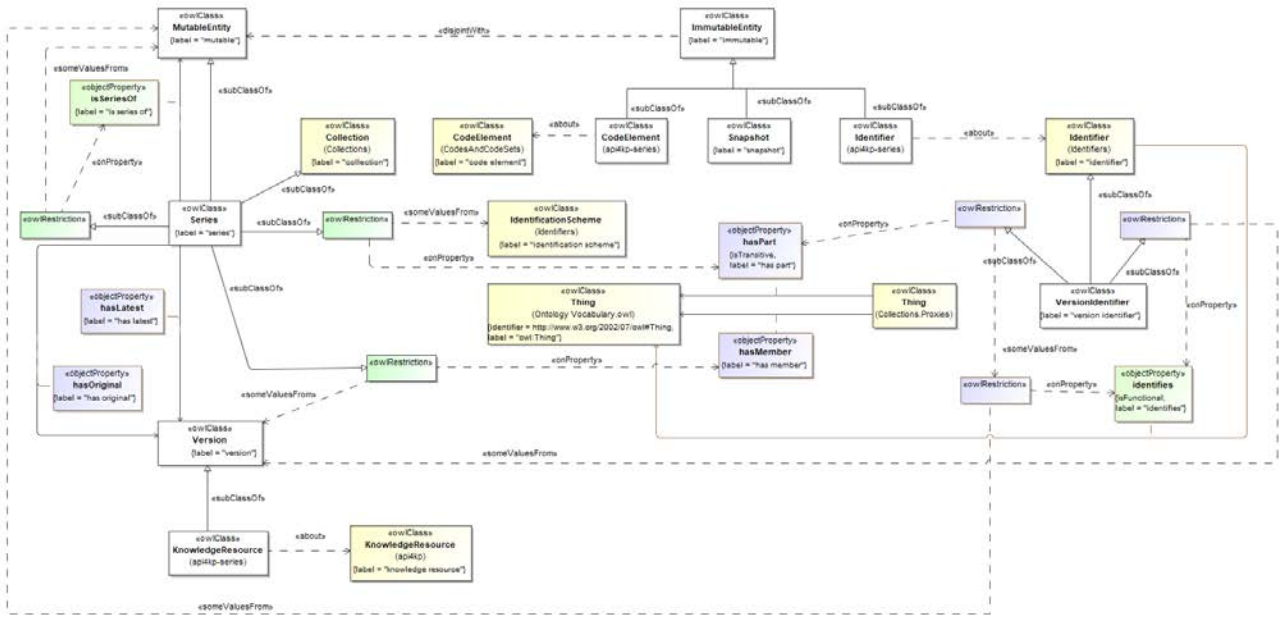 «owlClass»
MutableEntity
{label = "mutable"}
«owlClass»
ImmutableEntity
{label = "immutable"}
«disjointWith»
«someValuesFrom»
«objectProperty»
isSeriesOf
{label = "is series of"}
«subClassOf»
«subClassOf»
«subClassOf»
«subClassOf»
«onProperty»
«owlClass»
Collection
(Collections)
{label = "collection"}
«owlClass»
CodeElement
(CodesAndCodeSets)
{label = "code element"}
«about»
«owlClass»
CodeElement
(api4kp-series)
«owlClass»
Snapshot
{label = "snapshot"}
«owlClass»
Identifier
(api4kp-series)
«about»
«owlClass»
Identifier
(Identifiers)
{label = "identifier"}
«subClassOf»
«subClassOf»
«owlRestriction»
«subClassOf»
«owlClass»
Series
{label = "series"}
«subClassOf»
«owlRestriction»
«someValuesFrom»
«owlClass»
IdentificationScheme
(Identifiers)
{label = "identification scheme"}
«onProperty»
«objectProperty»
hasPart
{isTransitive,
label = "has part"}
«onProperty»
«owlRestriction»
«owlRestriction»
«subClassOf»
«subClassOf»
«subClassOf»
«objectProperty»
hasLatest
{label = "has latest"}
«owlClass»
Thing
(Ontology Vocabulary.owl)
{identifier = http://www.w3.org/2002/07/owl#Thing,
label = "owl:Thing"}
«owlClass»
Thing
(Collections.Proxies)
«owlClass»
VersionIdentifier
{label = "version identifier"}
«onProperty»
«objectProperty»
hasMember
{label = "has member"}
«someValuesFrom»
«owlRestriction»
«onProperty»
«objectProperty»
hasOriginal
{label = "has original"}
«someValuesFrom»
«owlRestriction»
«onProperty»
«objectProperty»
identifies
{isFunctional,
label = "identifies"}
«owlClass»
Version
{label = "version"}
«someValuesFrom»
«subClassOf»
«owlClass»
KnowledgeResource
(api4kp-series)
«about»
«owlClass»
KnowledgeResource
(api4kp)
{label = "knowledge resource"}
«someValuesFrom»